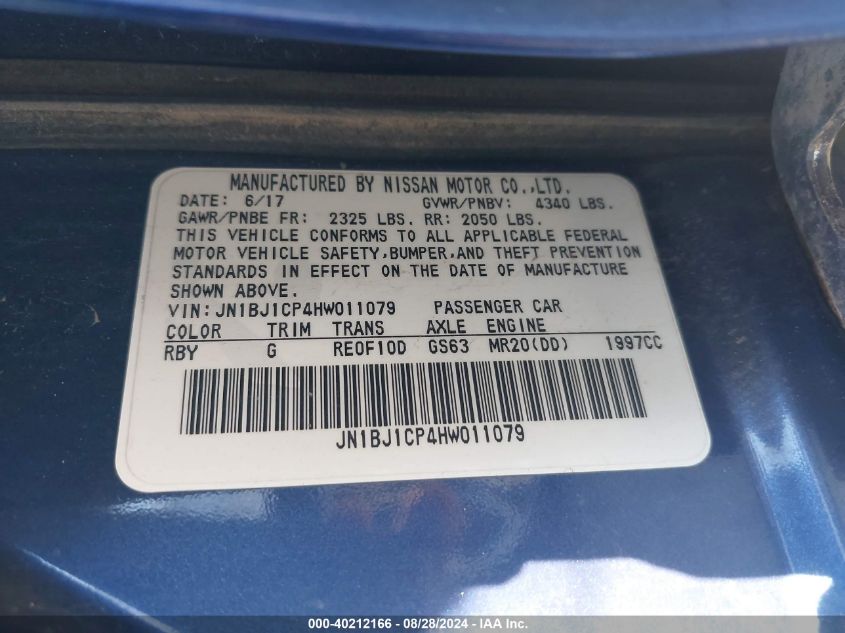 MANUFACTURED BY NISSAN MOTOR CO.,LTD.
DATE: 6/17 GVWR/PNBV: 4340 LBS.
GAWR/PNBE FR: 2325 LBS. RR: 2050 LBS.
THIS VEHICLE CONFORMS TO ALL APPLICABLE FEDERAL
MOTOR VEHICLE SAFETY,BUMPER,AND THEFT PREVENTION
STANDARDS IN EFFECT ON THE DATE OF MANUFACTURE
SHOWN ABOVE.
VIN:JN1BJ1CP4HW011079 PASSENGER CAR
COLOR TRIM TRANS AXLE ENGINE
RBY G RE0F10D GS63 MR20(DD) 1997CC
JN1BJ1CP4HW011079
000-40212166 - 08/28/2024 - IAA Inc.